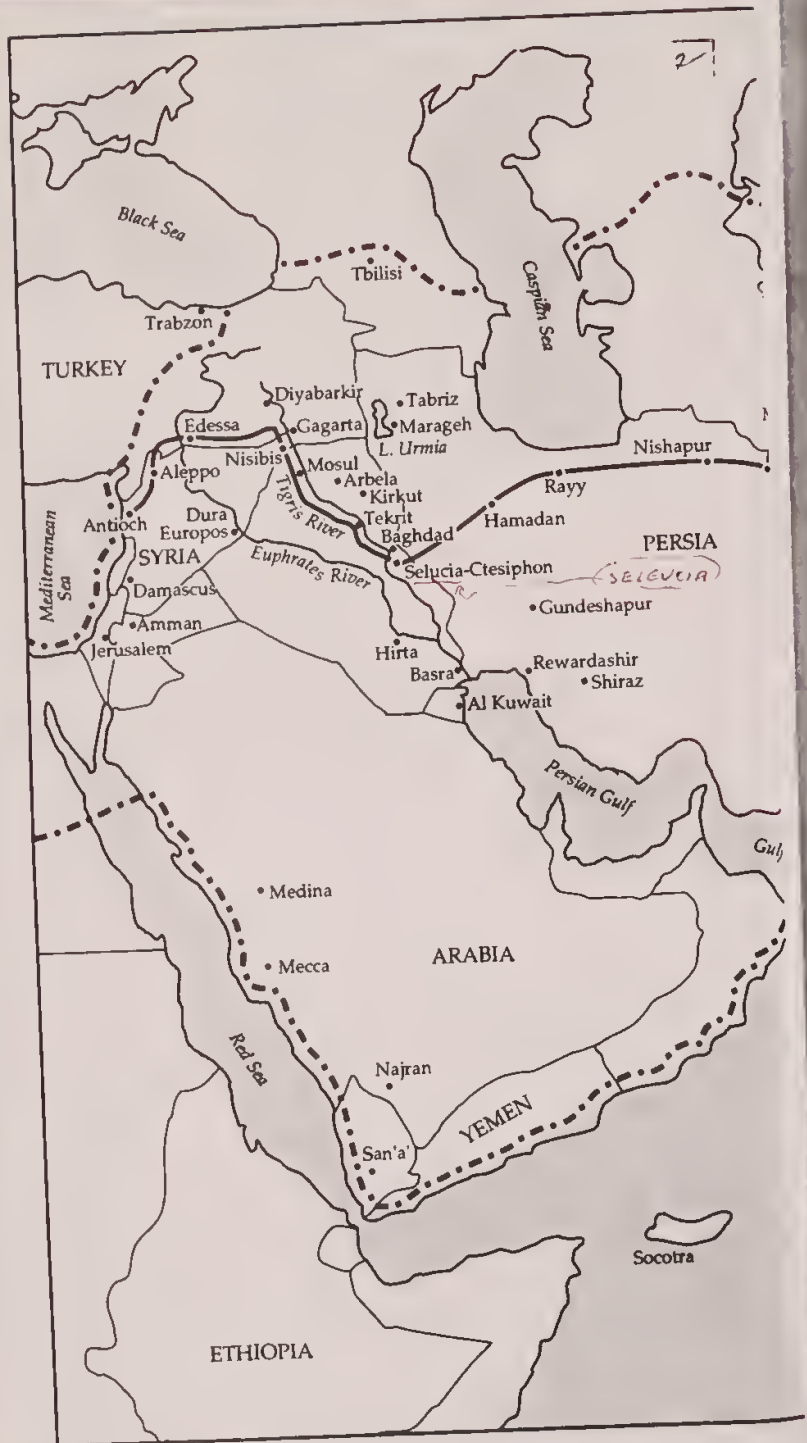 2
Black Sea
Tbilisi
Caspian Sea
Trabzon
TURKEY
Diyabarkir
Tabriz
Edessa
Gagarta
Marageh
L. Urmia
Nishapur
Nisibis
Mosul
Aleppo
Arbela
Rayy
Kirkut
Tigris River
Antioch
Dura
Europos
Tekrit
Hamadan
Baghdad
Mediterranean
Sea
SYRIA
Euphrates River
PERSIA
Selucia-Ctesiphon
(SELEUCIA)
Damascus
Gundeshapur
Amman
Jerusalem
Hirta
Basra
Rewardashir
Shiraz
Al Kuwait
Persian Gulf
Gulf
Medina
ARABIA
Mecca
Red Sea
Najran
YEMEN
San'a'
Socotra
ETHIOPIA